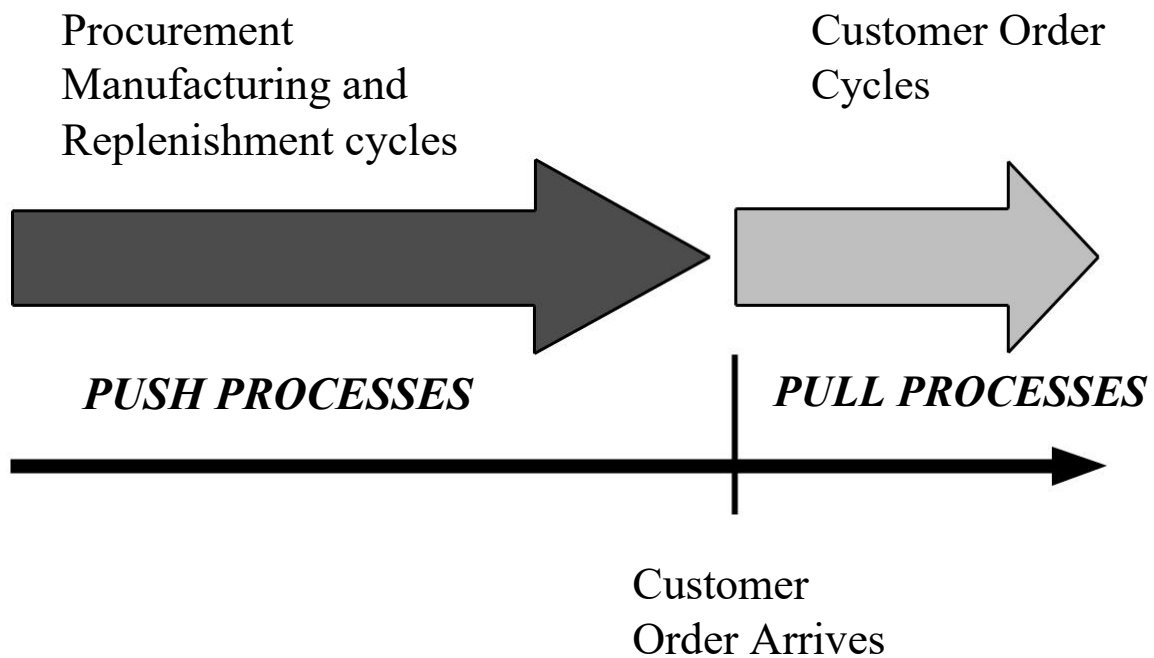 Procurement
Manufacturing and
Replenishment cycles
Customer Order
Cycles
PUSH PROCESSES
PULL PROCESSES
Customer
Order Arrives